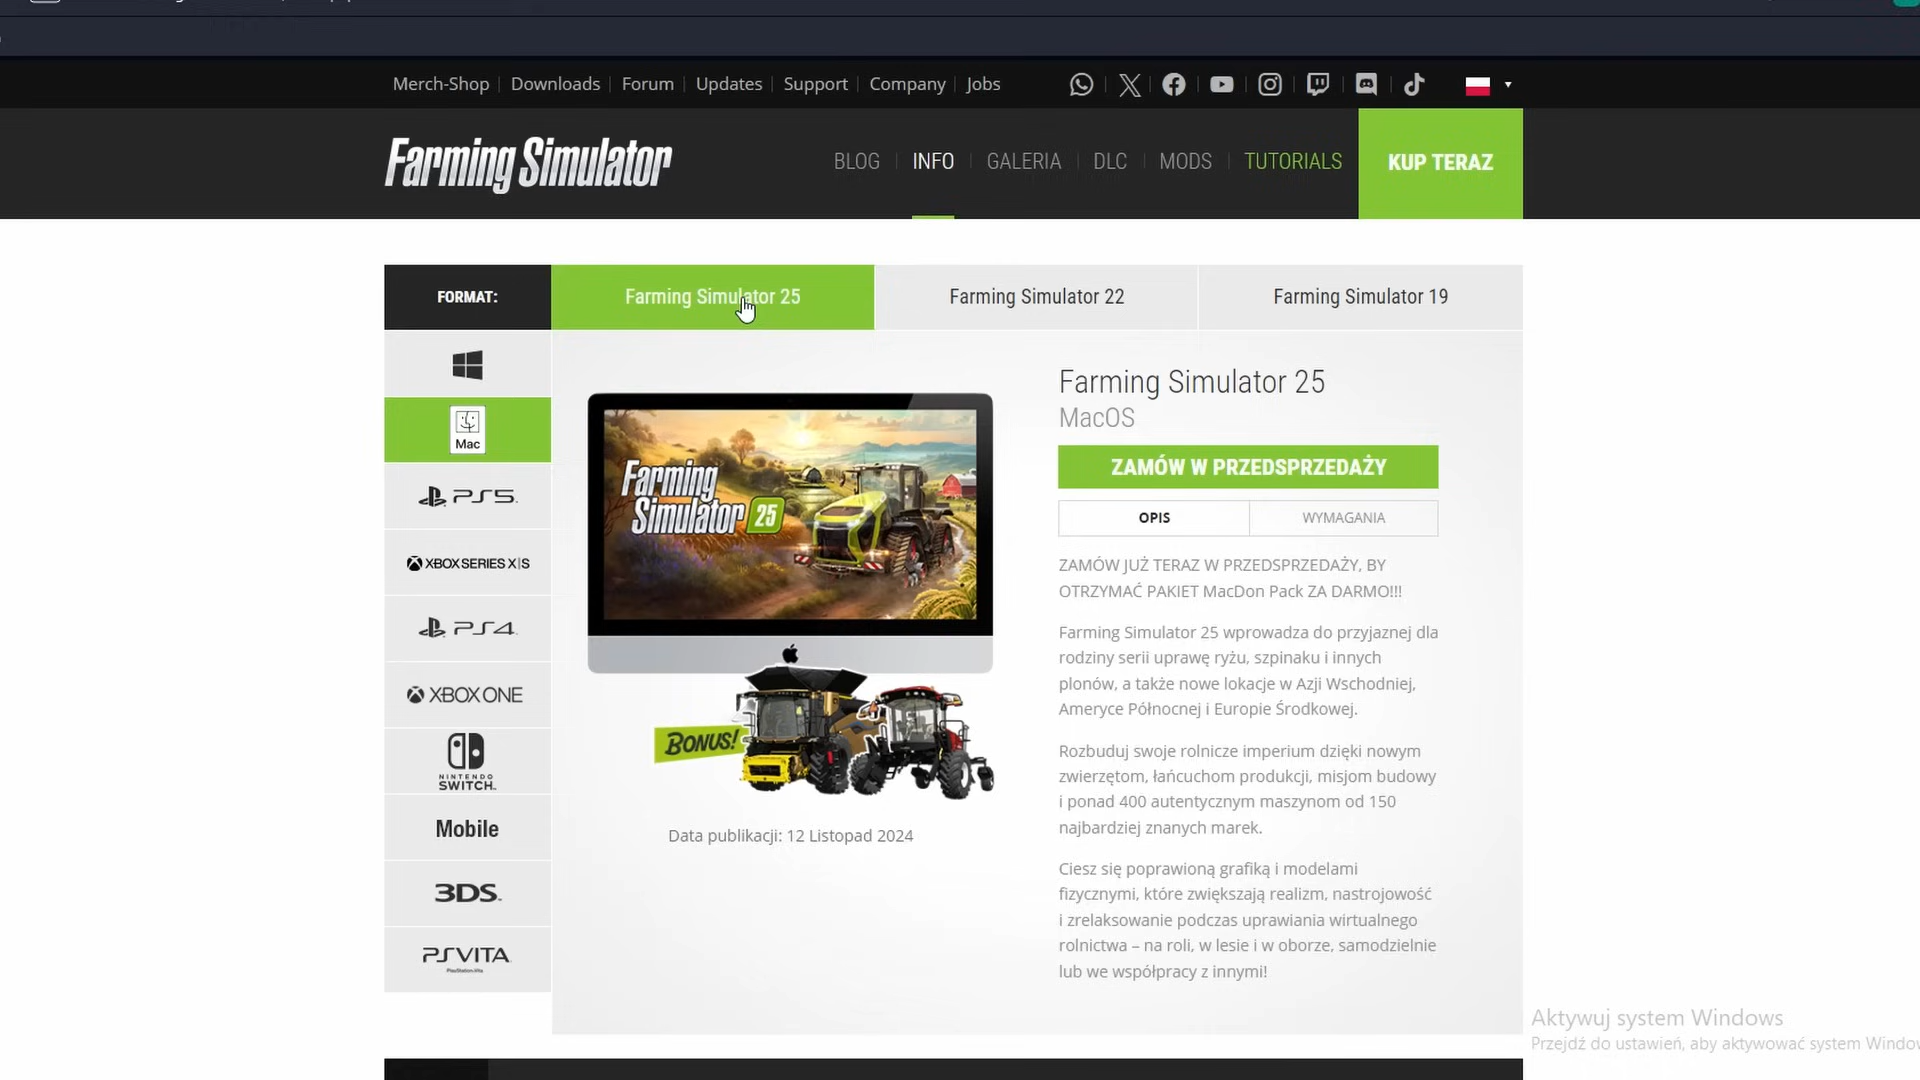 Merch-Shop Downloads Forum Updates Support Company Jobs
Farming Simulator
BLOG INFO GALERIA DLC MODS TUTORIALS KUP TERAZ
FORMAT: Farming Simulator 25 Farming Simulator 22 Farming Simulator 19
Mac
PS5
XBOX SERIES X|S
PS4
XBOX ONE
NINTENDO
SWITCH
Mobile
3DS
PSVITA
PlayStation Vita
Farming
Simulator 25
BONUS!
Data publikacji: 12 Listopad 2024
Farming Simulator 25
MacOS
ZAMÓW W PRZEDSPRZEDAŻY
OPIS WYMAGANIA
ZAMÓW JUŻ TERAZ W PRZEDSPRZEDAŻY, BY
OTRZYMAĆ PAKIET MacDon Pack ZA DARMO!!!
Farming Simulator 25 wprowadza do przyjaznej dla
rodziny serii uprawę ryżu, szpinaku i innych
plonów, a także nowe lokacje w Azji Wschodniej,
Ameryce Północnej i Europie Środkowej.
Rozbuduj swoje rolnicze imperium dzięki nowym
zwierzętom, łańcuchom produkcji, misjom budowy
i ponad 400 autentycznym maszynom od 150
najbardziej znanych marek.
Ciesz się poprawioną grafiką i modelami
fizycznymi, które zwiększają realizm, nastrojowość
i zrelaksowanie podczas uprawiania wirtualnego
rolnictwa – na roli, w lesie i w oborze, samodzielnie
lub we współpracy z innymi!
Aktywuj system Windows
Przejdź do ustawień, aby aktywować system Window